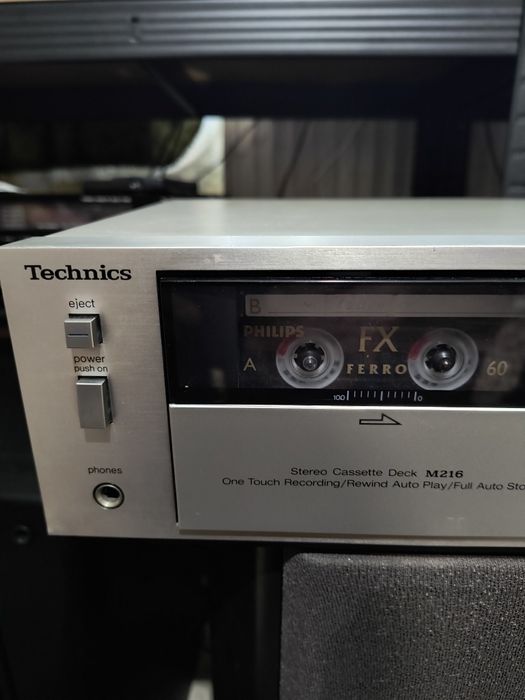 Technics
eject
power
push on
phones
B
PHILIPS
FX
A
FERRO
60
100
0
Stereo Cassette Deck M216
One Touch Recording/Rewind Auto Play/Full Auto Sto